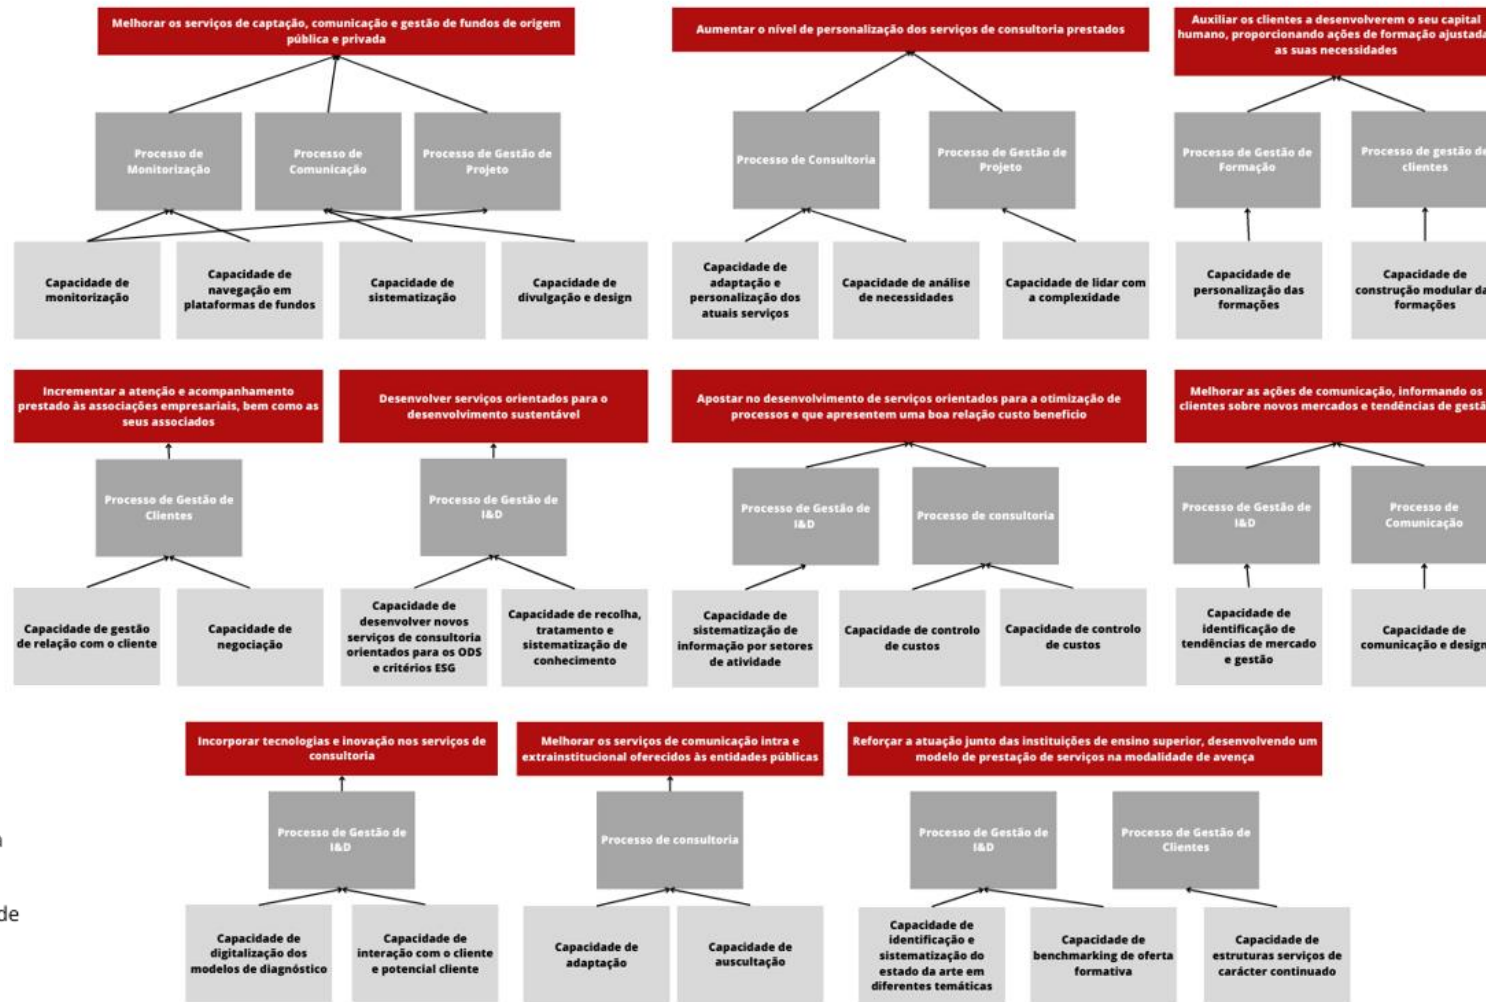 Melhorar os serviços de captação, comunicação e gestão de fundos de origem
pública e privada
Aumentar o nível de personalização dos serviços de consultoria prestados
Auxiliar os clientes a desenvolverem o seu capital
humano, proporcionando ações de formação ajustada
as suas necessidades
Processo de
Monitorização
Processo de
Comunicação
Processo de Gestão de
Projeto
Processo de Consultoria
Processo de Gestão de
Projeto
Processo de Gestão de
Formação
Processo de gestão de
clientes
Capacidade de
monitorização
Capacidade de
navegação em
plataformas de fundos
Capacidade de
sistematização
Capacidade de
divulgação e design
Capacidade de
adaptação e
personalização dos
atuais serviços
Capacidade de análise
de necessidades
Capacidade de lidar com
a complexidade
Capacidade de
personalização das
formações
Capacidade de
construção modular da
formações
Incrementar a atenção e acompanhamento
prestado às associações empresariais, bem como as
seus associados
Desenvolver serviços orientados para o
desenvolvimento sustentável
Apostar no desenvolvimento de serviços orientados para a otimização de
processos e que apresentem uma boa relação custo beneficio
Melhorar as ações de comunicação, informando os
clientes sobre novos mercados e tendências de gestã
Processo de Gestão de
Clientes
Processo de Gestão de
I&D
Processo de Gestão de
I&D
Processo de consultoria
Processo de Gestão de
I&D
Processo de
Comunicação
Capacidade de gestão
de relação com o cliente
Capacidade de
negociação
Capacidade de
desenvolver novos
serviços de consultoria
orientados para os ODS
e critérios ESG
Capacidade de recolha,
tratamento e
sistematização de
conhecimento
Capacidade de
sistematização de
informação por setores
de atividade
Capacidade de controlo
de custos
Capacidade de controlo
de custos
Capacidade de
identificação de
tendências de mercado
e gestão
Capacidade de
comunicação e design
Incorporar tecnologias e inovação nos serviços de
consultoria
Melhorar os serviços de comunicação intra e
extrainstitucional oferecidos às entidades públicas
Reforçar a atuação junto das instituições de ensino superior, desenvolvendo um
modelo de prestação de serviços na modalidade de avença
Processo de Gestão de
I&D
Processo de consultoria
Processo de Gestão de
I&D
Processo de Gestão de
Clientes
de
Capacidade de
digitalização dos
modelos de diagnóstico
Capacidade de
interação com o cliente
e potencial cliente
Capacidade de
adaptação
Capacidade de
auscultação
Capacidade de
identificação e
sistematização do
estado da arte em
diferentes temáticas
Capacidade de
benchmarking de oferta
formativa
Capacidade de
estruturas serviços de
carácter continuado